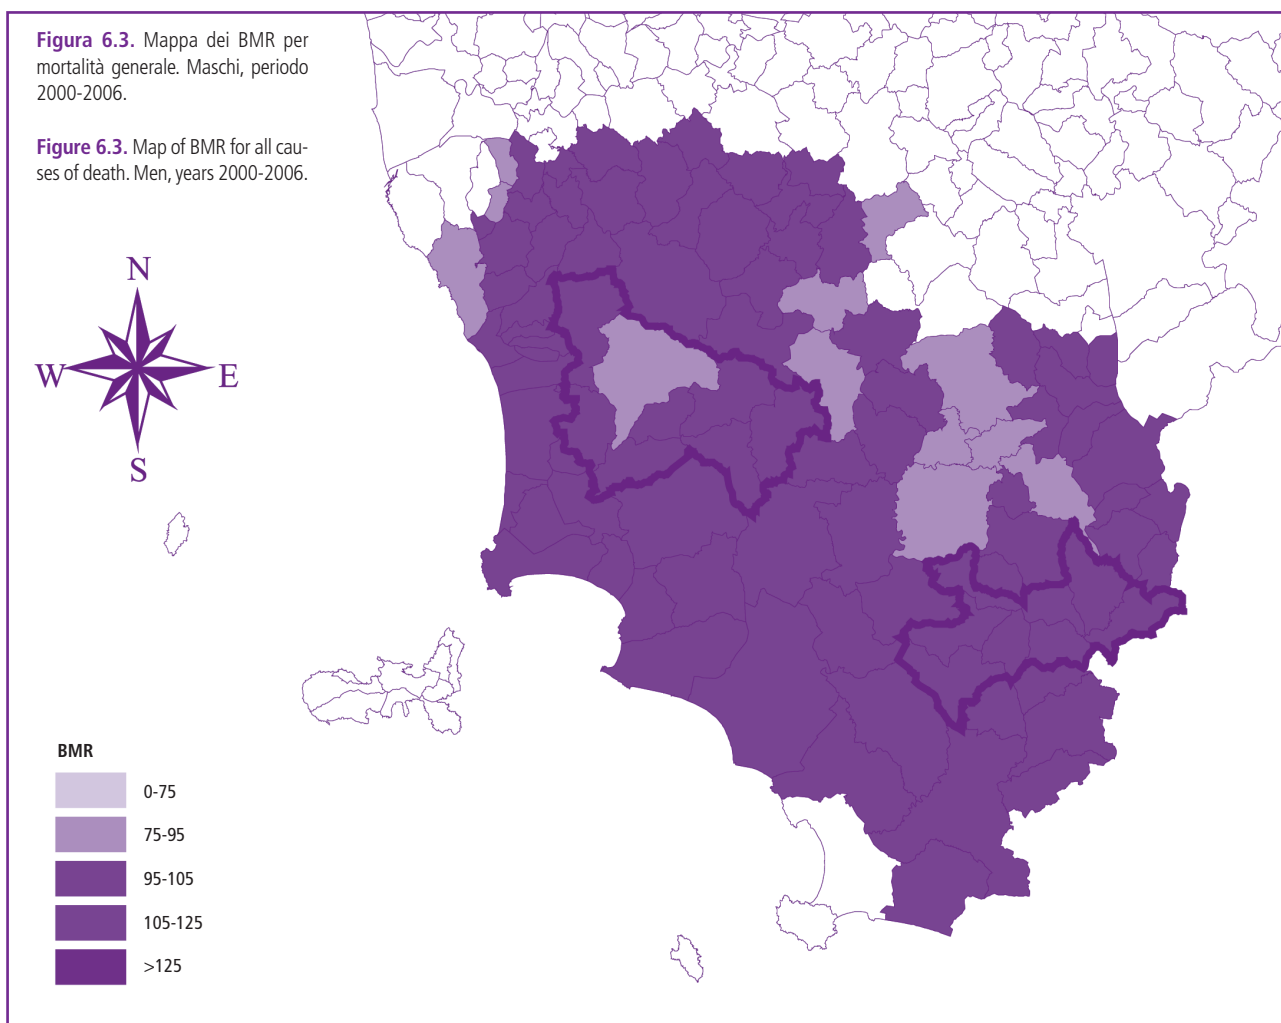 Figura 6.3. Mappa dei BMR per
mortalità generale. Maschi, periodo
2000-2006.
Figure 6.3. Map of BMR for all cau-
ses of death. Men, years 2000-2006.
N
W
E
S
BMR
0-75
75-95
95-105
105-125
>125